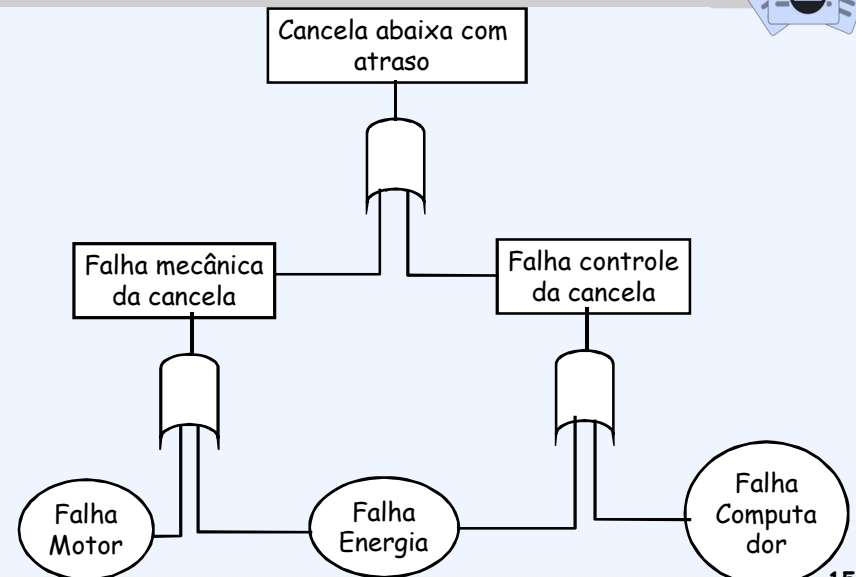 Cancela abaixa com
atraso
Falha mecânica
da cancela
Falha controle
da cancela
Falha
Motor
Falha
Energia
Falha
Computa
dor